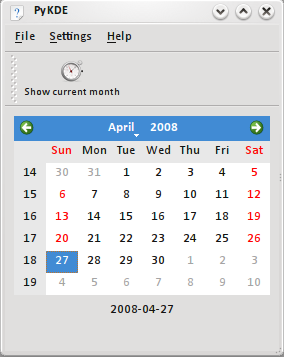 PyKDE
File Settings Help
Show current month
April 2008
Sun Mon Tue Wed Thu Fri Sat
14 30 31 1 2 3 4 5
15 6 7 8 9 10 11 12
16 13 14 15 16 17 18 19
17 20 21 22 23 24 25 26
18 27 28 29 30 1 2 3
19 4 5 6 7 8 9 10
2008-04-27